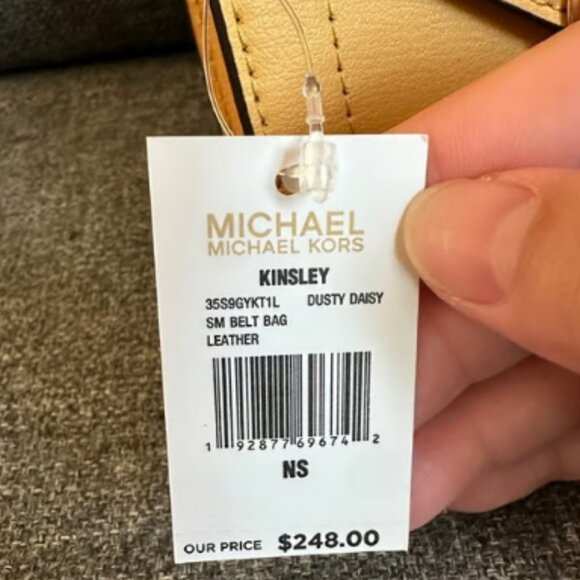 MICHAEL
MICHAEL KORS
KINSLEY
35S9GYKT1L DUSTY DAISY
SM BELT BAG
LEATHER
1 92877 69674 2
NS
OUR PRICE $248.00